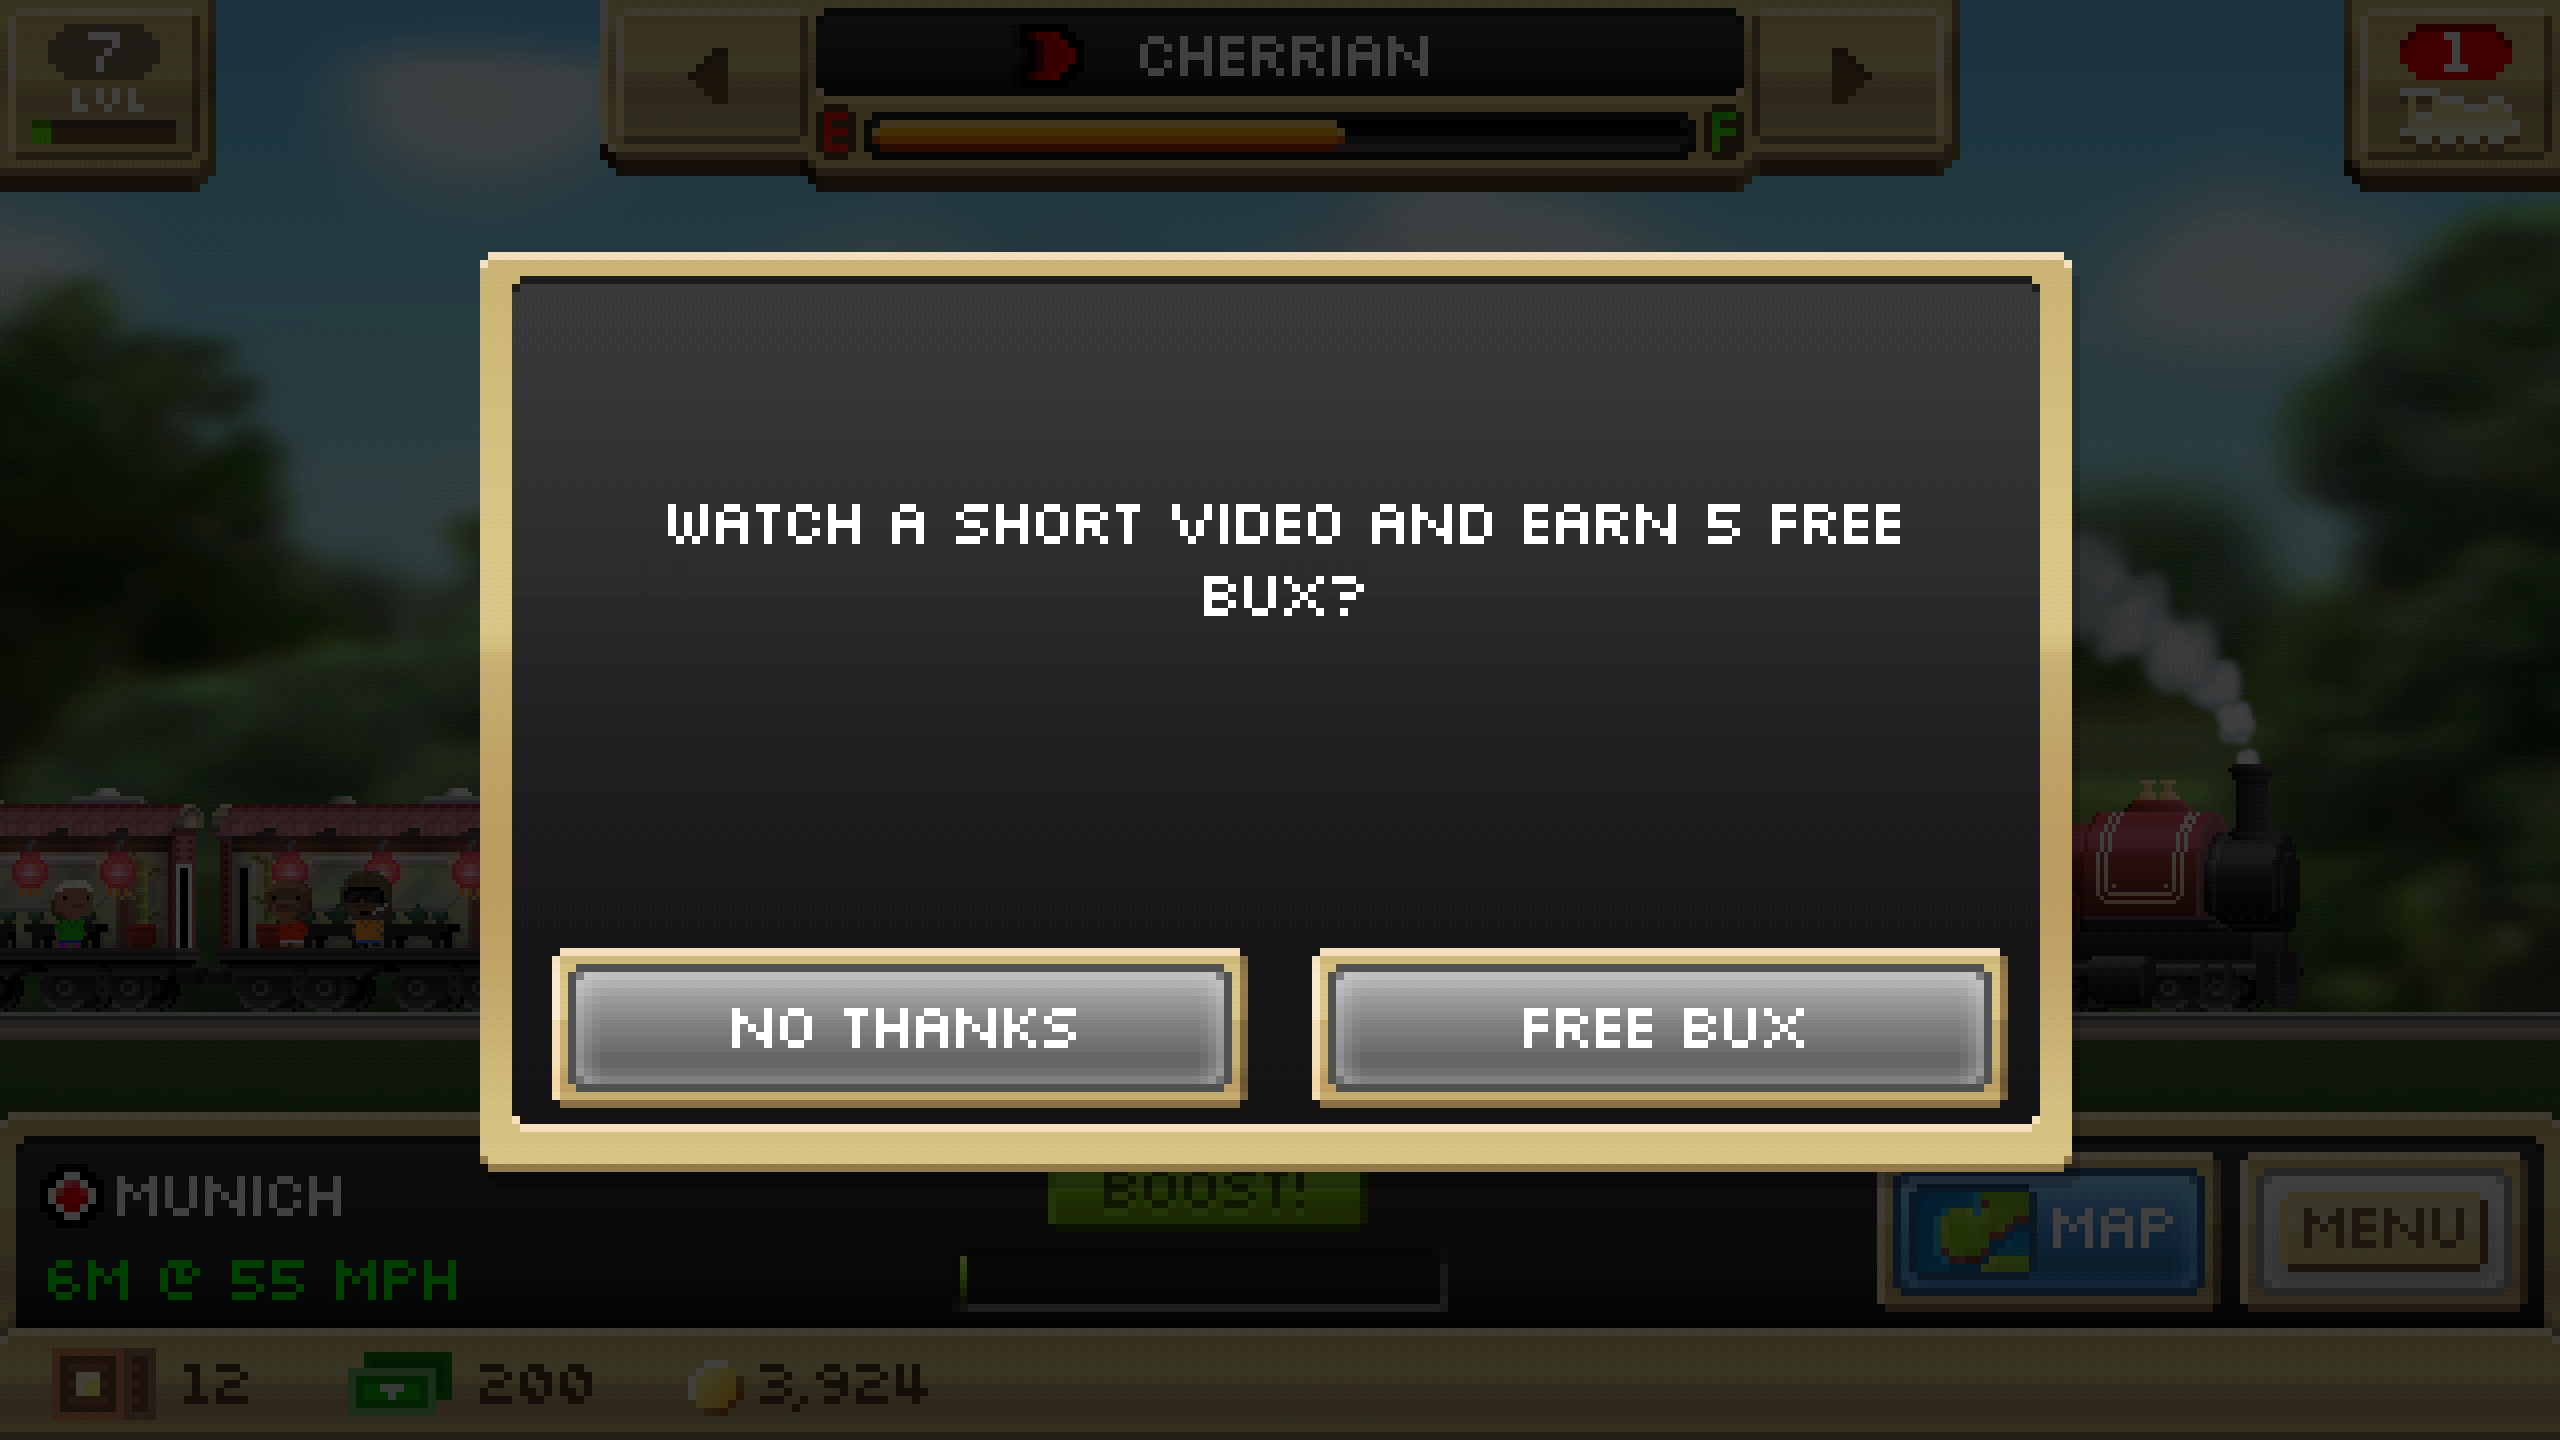 7
LVL
CHERRIAN
E
F
1
WATCH A SHORT VIDEO AND EARN 5 FREE
BUX?
NO THANKS
FREE BUX
MUNICH
BOOST!
6M @ 55 MPH
MAP
MENU
12
200
3,924